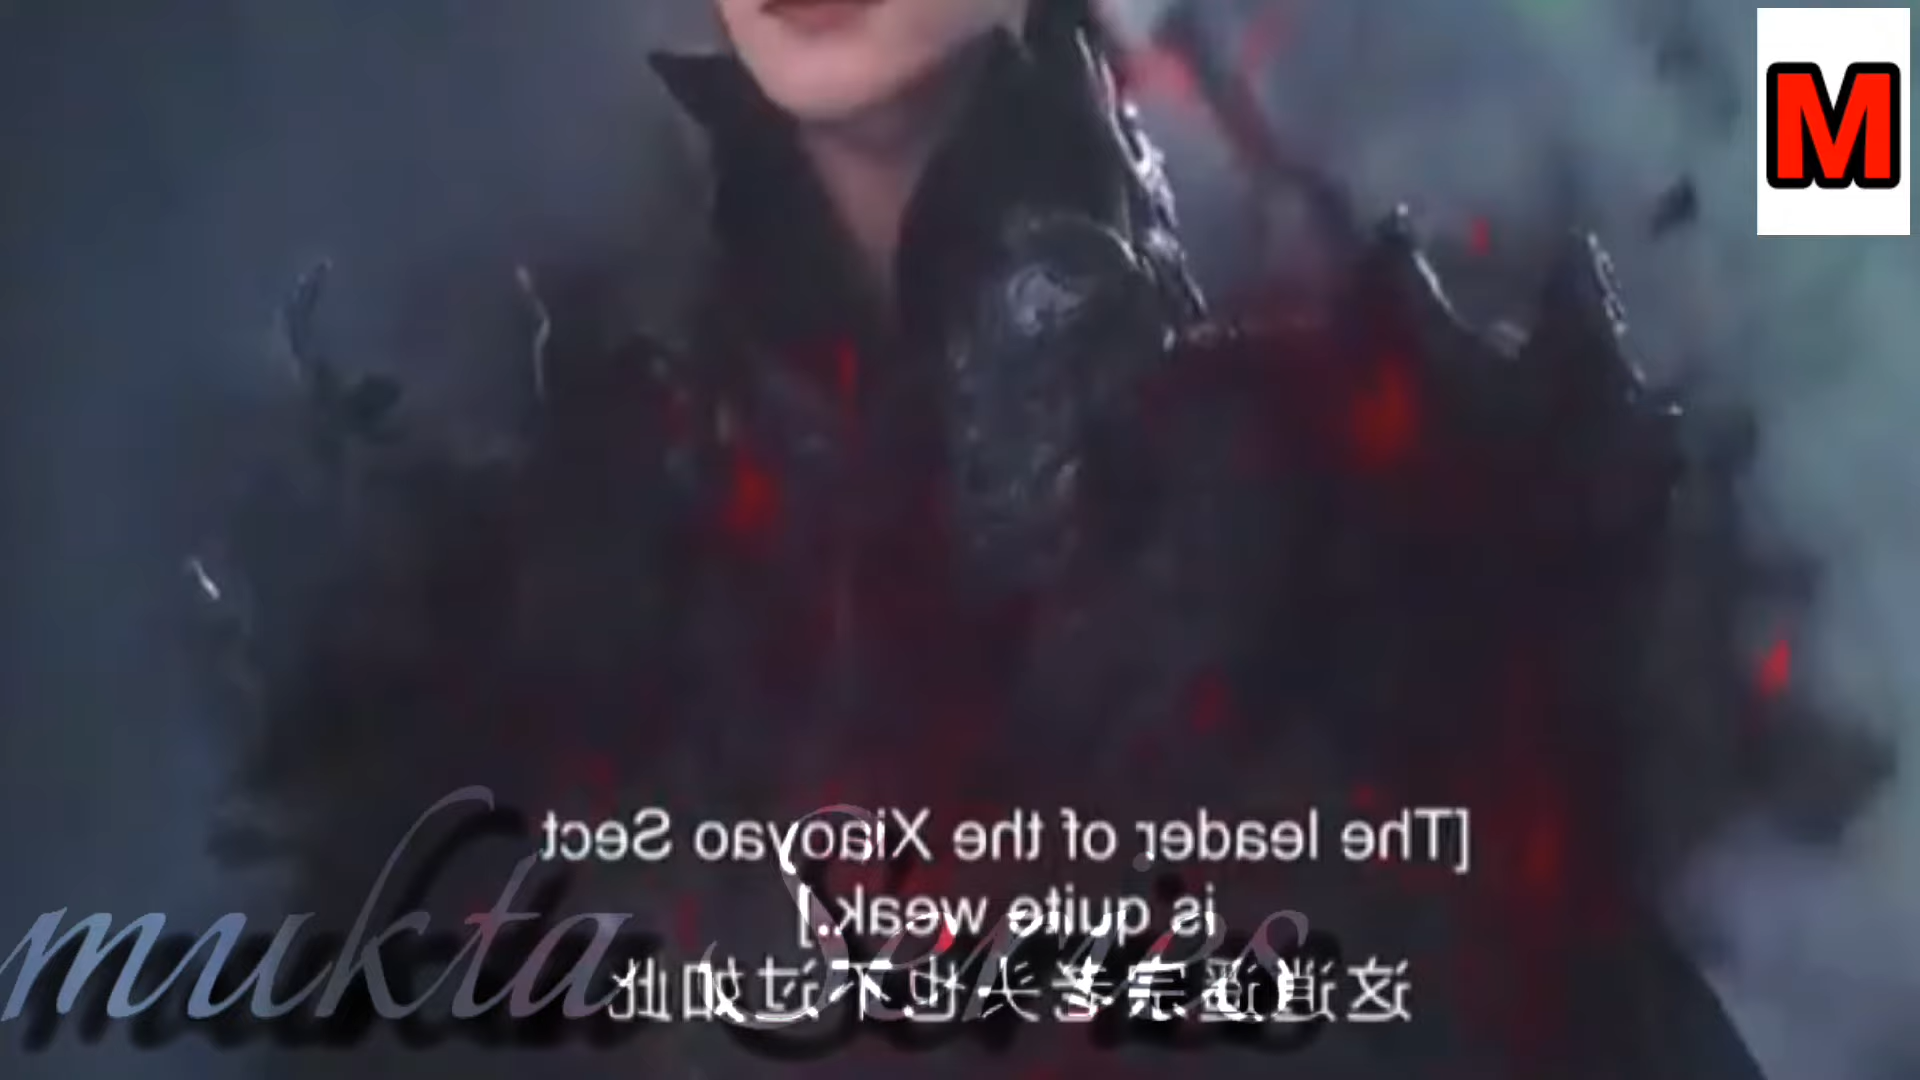 M
[The leader of the Xiaoyao Sect
is quite weak..]
这逍遥宗老头也不过如此
mukta Series